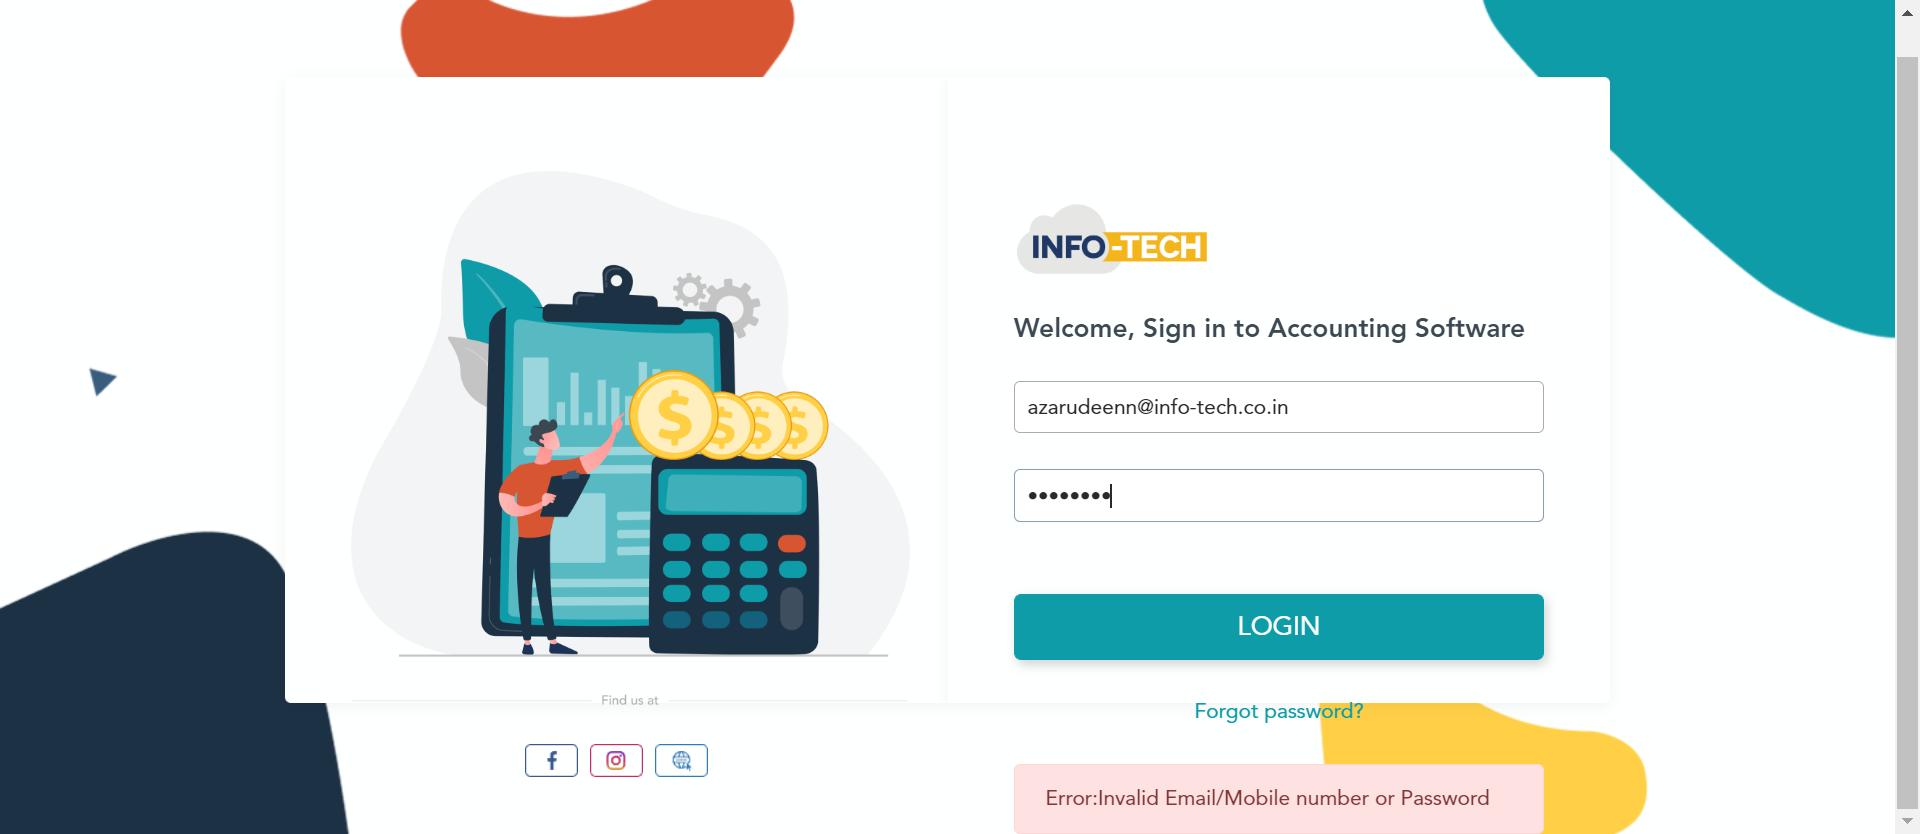 INFO-TECH
Welcome, Sign in to Accounting Software
azarudeenn@info-tech.co.in
••••••••
LOGIN
Forgot password?
Error:Invalid Email/Mobile number or Password
$ $ $ $
Find us at